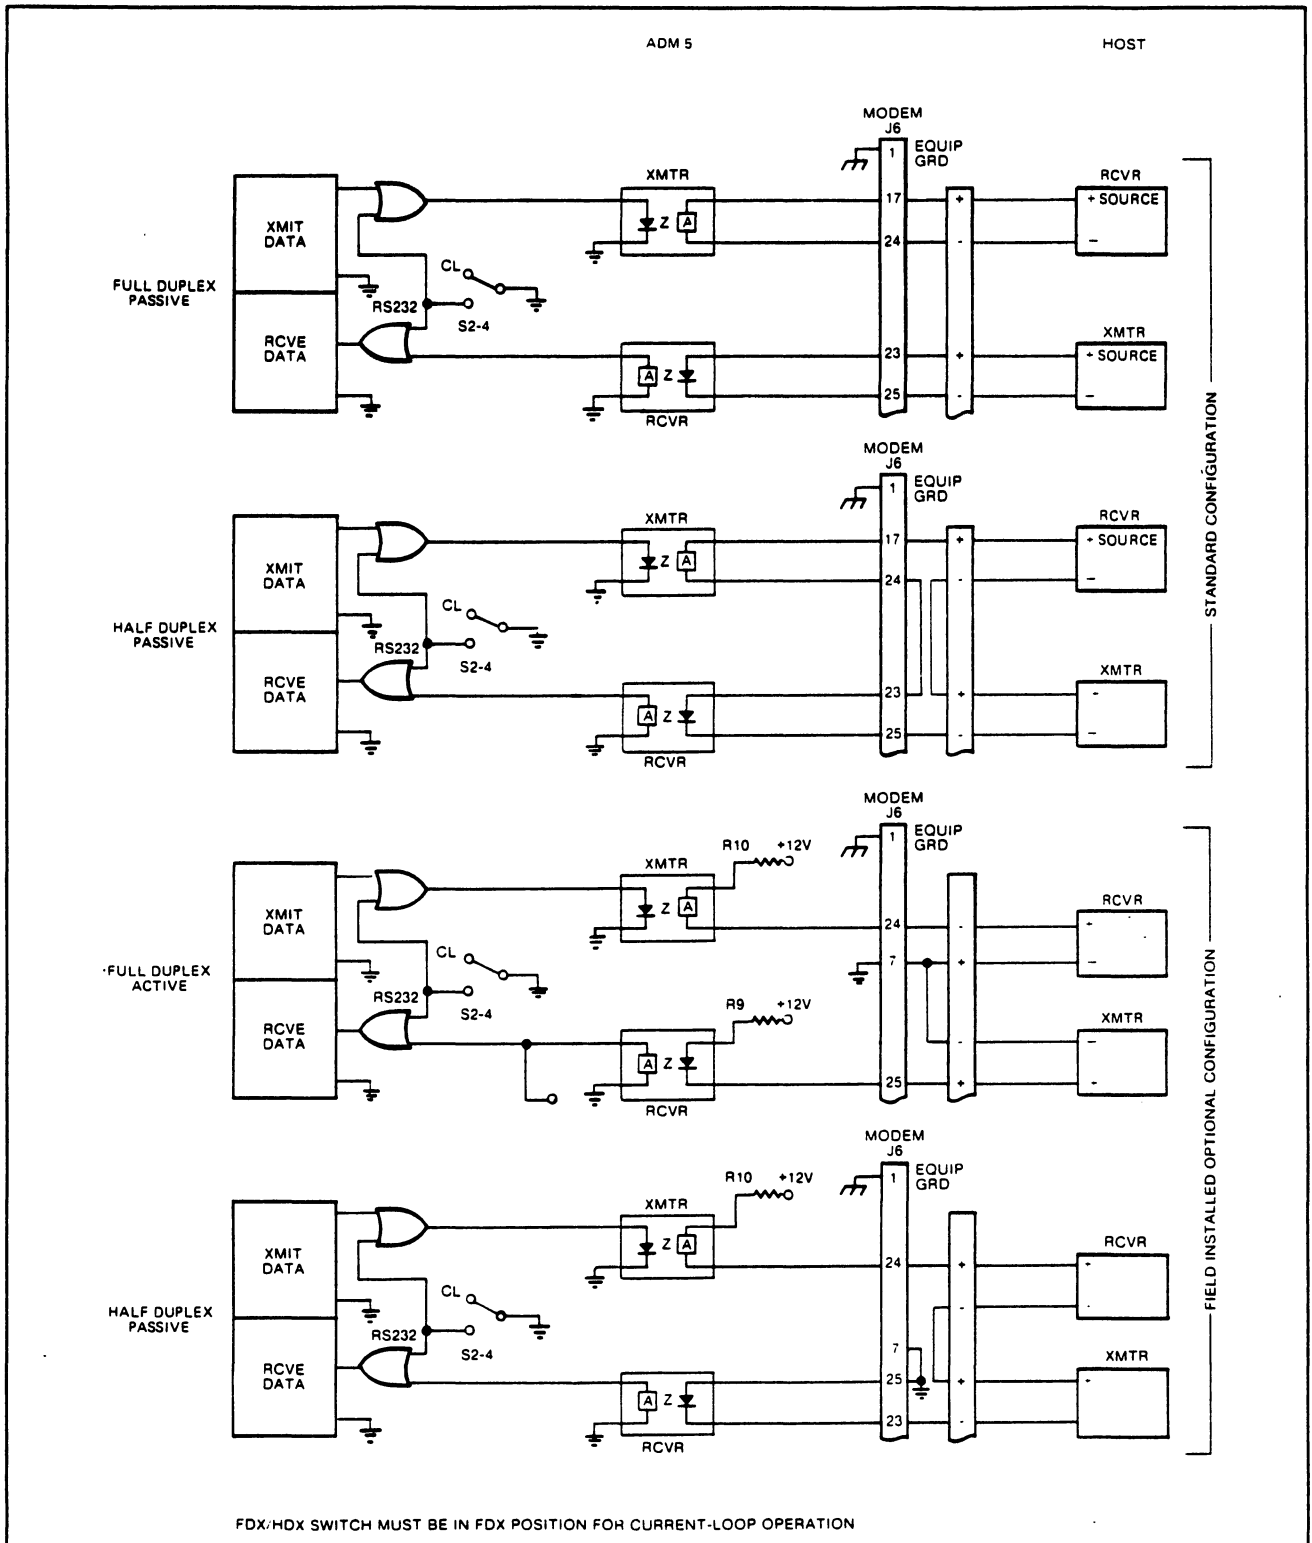 ADM 5
HOST
MODEM
J6
1
EQUIP
GRD
XMTR
RCVR
XMIT
DATA
17
+
+ SOURCE
Z
A
24
-
−
CL
FULL DUPLEX
PASSIVE
RS232
S2-4
XMTR
RCVE
DATA
23
+
+ SOURCE
A
Z
25
-
−
RCVR
STANDARD CONFIGURATION
MODEM
J6
1
EQUIP
GRD
XMTR
RCVR
17
+
+ SOURCE
XMIT
DATA
Z
A
24
-
−
CL
HALF DUPLEX
PASSIVE
RS232
S2-4
XMTR
RCVE
DATA
23
+
-
A
Z
25
-
−
RCVR
MODEM
J6
1
EQUIP
GRD
R10
+12V
XMTR
RCVR
XMIT
DATA
Z
A
24
-
+
CL
7
+
−
FULL DUPLEX
ACTIVE
RS232
S2-4
R9
+12V
XMTR
RCVE
DATA
-
−
A
Z
25
+
-
RCVR
FIELD INSTALLED OPTIONAL CONFIGURATION
MODEM
J6
1
EQUIP
GRD
R10
+12V
XMTR
RCVR
XMIT
DATA
Z
A
24
+
-
CL
-
-
HALF DUPLEX
PASSIVE
RS232
S2-4
7
XMTR
RCVE
DATA
25
+
-
A
Z
23
-
RCVR
FDX/HDX SWITCH MUST BE IN FDX POSITION FOR CURRENT-LOOP OPERATION